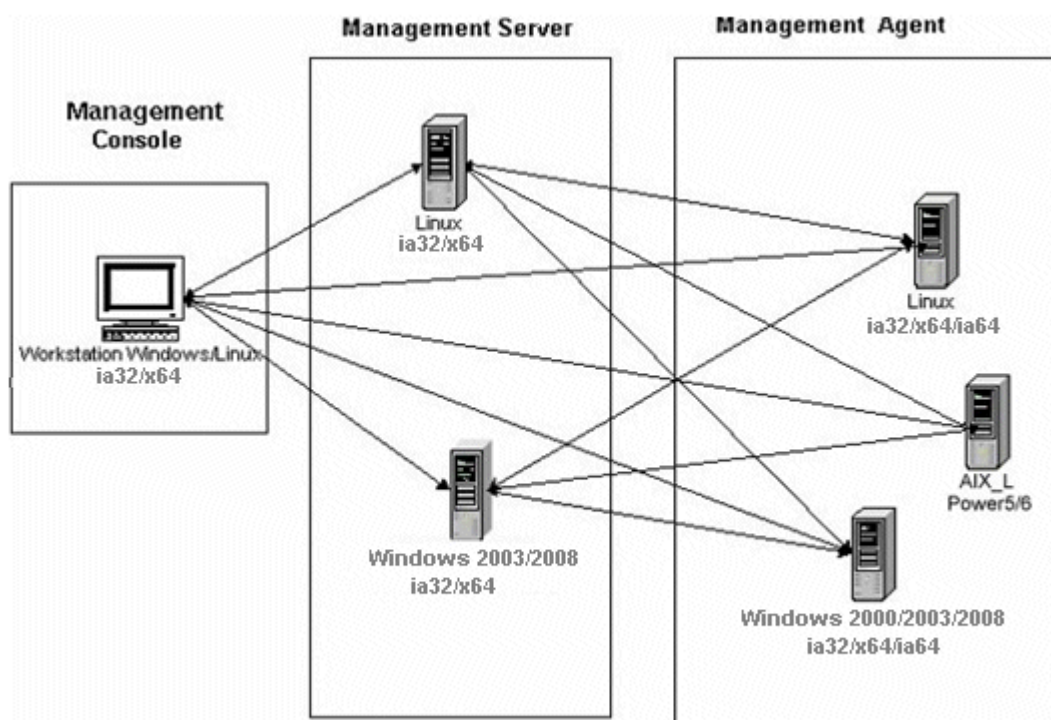 Management Server
Management Agent
Management
Console
Linux
ia32/x64
Linux
ia32/x64/ia64
Workstation Windows/Linux
ia32/x64
AIX_L
Power5/6
Windows 2003/2008
ia32/x64
Windows 2000/2003/2008
ia32/x64/ia64